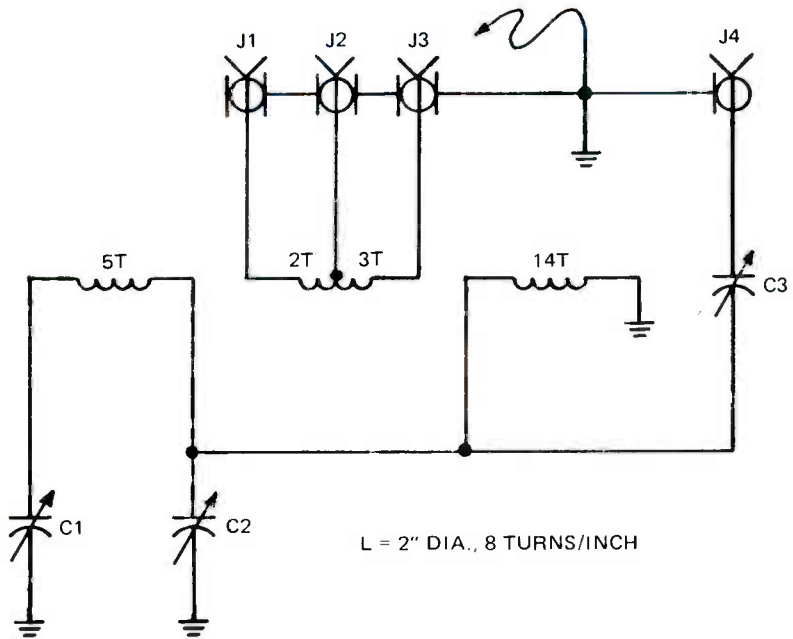 J1
J2
J3
J4
5T
2T
3T
14T
C3
C1
C2
L = 2" DIA., 8 TURNS/INCH